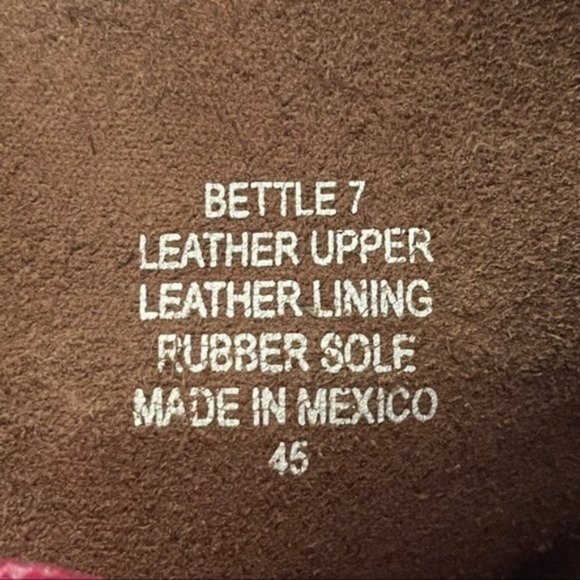 BETTLE 7
LEATHER UPPER
LEATHER LINING
RUBBER SOLE
MADE IN MEXICO
45